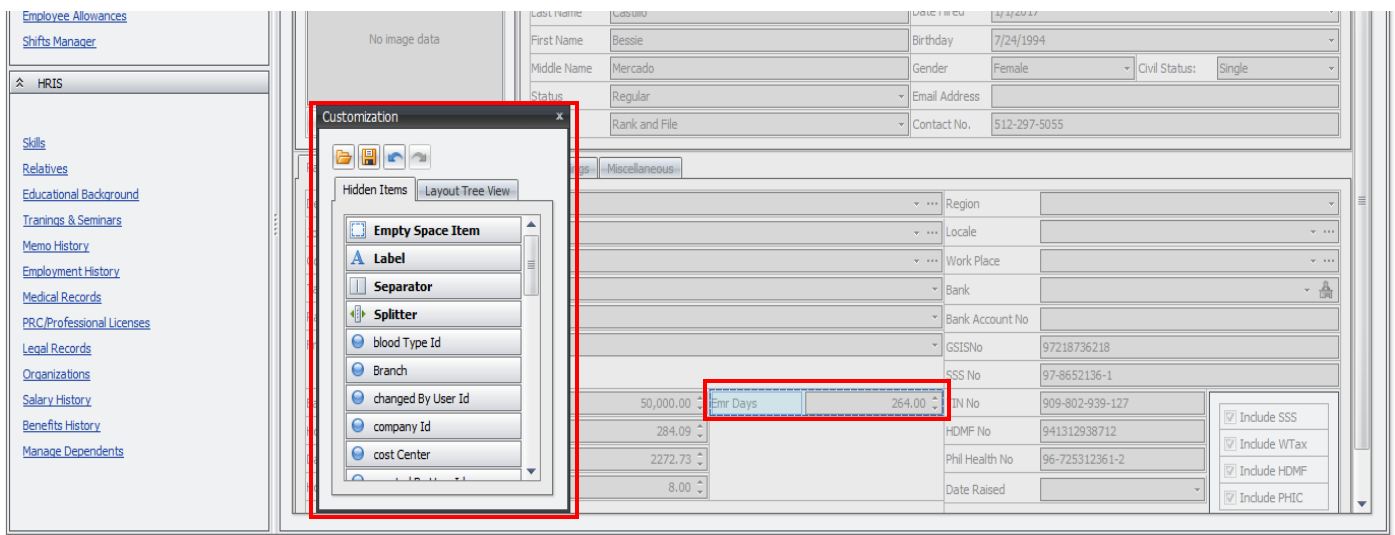 Employee Allowances
Shifts Manager
HRIS
Skills
Relatives
Educational Background
Tranings & Seminars
Memo History
Employment History
Medical Records
PRC/Professional Licenses
Legal Records
Organizations
Salary History
Benefits History
Manage Dependents
No image data
Last Name Castillo Date Hired 1/1/2017
First Name Bessie Birthday 7/24/1994
Middle Name Mercado Gender Female Civil Status: Single
Status Regular Email Address
Rank and File Contact No. 512-297-5055
Miscellaneous
Customization x
Hidden Items Layout Tree View
Empty Space Item
A Label
Separator
Splitter
blood Type Id
Branch
changed By User Id
company Id
cost Center
Region
Locale
Work Place
Bank
Bank Account No
GSISNo 97218736218
SSS No 97-8652136-1
50,000.00 Emr Days 264.00 TIN No 909-802-939-127
284.09 HDMF No 941312938712
2272.73 Phil Health No 96-725312361-2
8.00 Date Raised
Include SSS
Include WTax
Include HDMF
Include PHIC